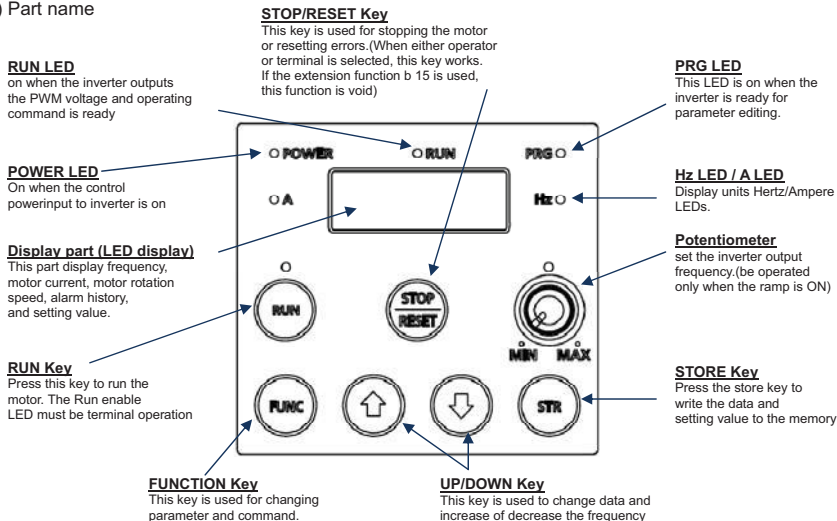 ) Part name
STOP/RESET Key
This key is used for stopping the motor
or resetting errors.(When either operator
or terminal is selected, this key works.
If the extension function b 15 is used,
this function is void)
RUN LED
on when the inverter outputs
the PWM voltage and operating
command is ready
PRG LED
This LED is on when the
inverter is ready for
parameter editing.
POWER LED
On when the control
powerinput to inverter is on
Hz LED / A LED
Display units Hertz/Ampere
LEDs.
Display part (LED display)
This part display frequency,
motor current, motor rotation
speed, alarm history,
and setting value.
Potentiometer
set the inverter output
frequency.(be operated
only when the ramp is ON)
RUN Key
Press this key to run the
motor. The Run enable
LED must be terminal operation
STORE Key
Press the store key to
write the data and
setting value to the memory
POWER
RUN
PRG
A
Hz
RUN
STOP
RESET
MIN MAX
FUNC
STR
FUNCTION Key
This key is used for changing
parameter and command.
UP/DOWN Key
This key is used to change data and
increase of decrease the frequency